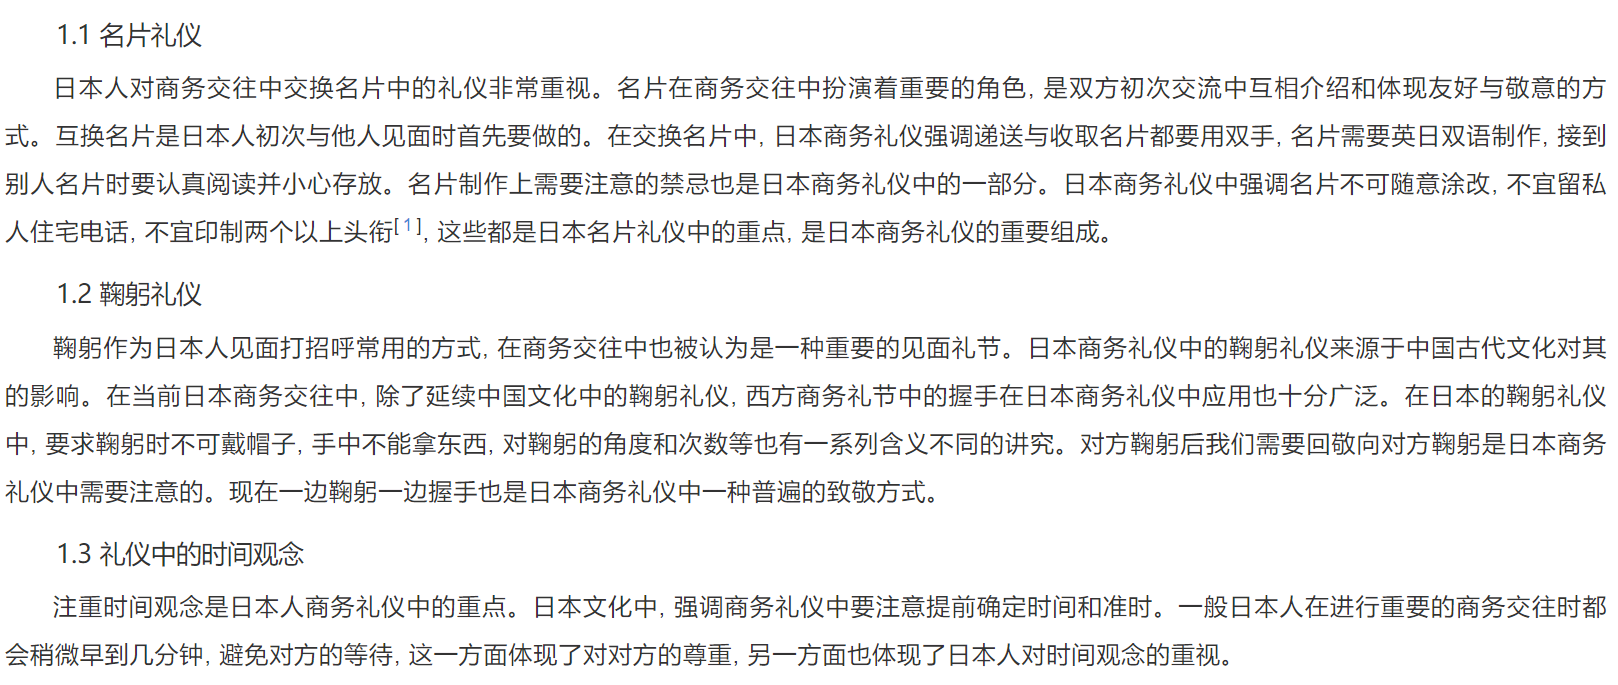 1.1 名片礼仪
日本人对商务交往中交换名片中的礼仪非常重视。名片在商务交往中扮演着重要的角色, 是双方初次交流中互相介绍和体现友好与敬意的方
式。互换名片是日本人初次与他人见面时首先要做的。在交换名片中, 日本商务礼仪强调递送与收取名片都要用双手, 名片需要英日双语制作, 接到
别人名片时要认真阅读并小心存放。名片制作上需要注意的禁忌也是日本商务礼仪中的一部分。日本商务礼仪中强调名片不可随意涂改, 不宜留私
人住宅电话, 不宜印制两个以上头衔[1], 这些都是日本名片礼仪中的重点, 是日本商务礼仪的重要组成。
1.2 鞠躬礼仪
鞠躬作为日本人见面打招呼常用的方式, 在商务交往中也被认为是一种重要的见面礼节。日本商务礼仪中的鞠躬礼仪来源于中国古代文化对其
的影响。在当前日本商务交往中, 除了延续中国文化中的鞠躬礼仪, 西方商务礼节中的握手在日本商务礼仪中应用也十分广泛。在日本的鞠躬礼仪
中, 要求鞠躬时不可戴帽子, 手中不能拿东西, 对鞠躬的角度和次数等也有一系列含义不同的讲究。对方鞠躬后我们需要回敬向对方鞠躬是日本商务
礼仪中需要注意的。现在一边鞠躬一边握手也是日本商务礼仪中一种普遍的致敬方式。
1.3 礼仪中的时间观念
注重时间观念是日本人商务礼仪中的重点。日本文化中, 强调商务礼仪中要注意提前确定时间和准时。一般日本人在进行重要的商务交往时都
会稍微早到几分钟, 避免对方的等待, 这一方面体现了对对方的尊重, 另一方面也体现了日本人对时间观念的重视。